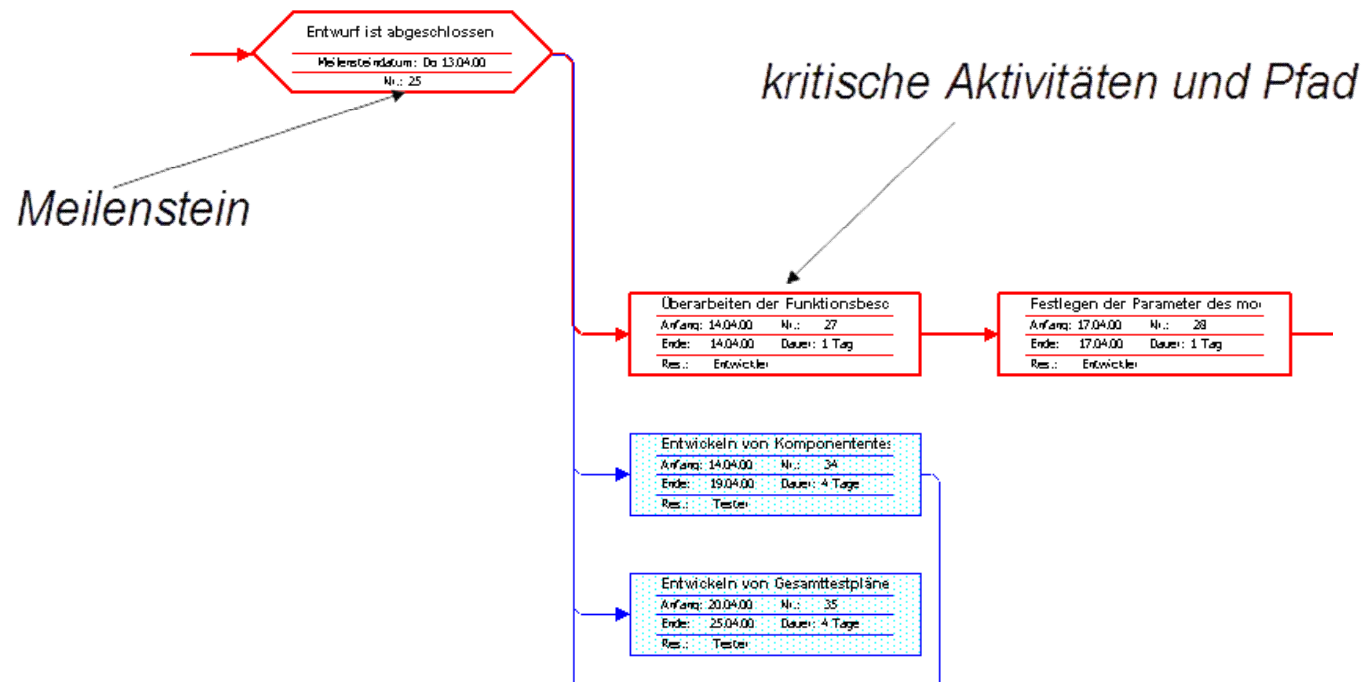 Entwurf ist abgeschlossen
Meilensteindatum: Do 13.04.00
Nr.: 25
kritische Aktivitäten und Pfad
Meilenstein
Überarbeiten der Funktionsbesc
Anfang: 14.04.00 Nr.: 27
Ende: 14.04.00 Dauer: 1 Tag
Res.: Entwickler
Festlegen der Parameter des mo
Anfang: 17.04.00 Nr.: 28
Ende: 17.04.00 Dauer: 1 Tag
Res.: Entwickler
Entwickeln von Komponententes
Anfang: 14.04.00 Nr.: 34
Ende: 19.04.00 Dauer: 4 Tage
Res.: Tester
Entwickeln von Gesamttestpläne
Anfang: 20.04.00 Nr.: 35
Ende: 25.04.00 Dauer: 4 Tage
Res.: Tester